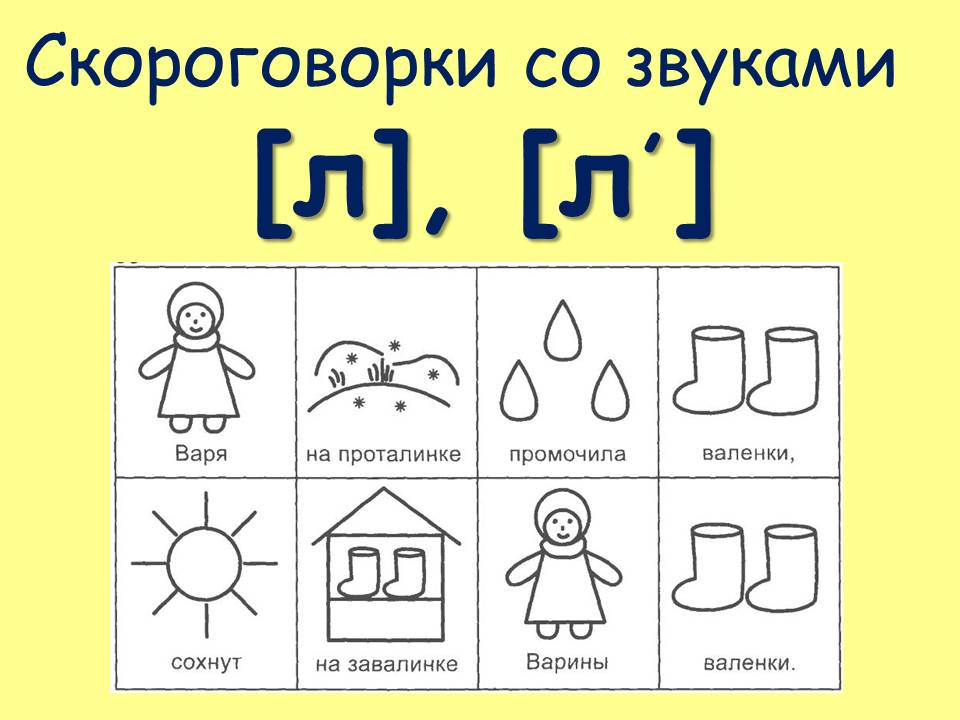 Скороговорки со звуками
[л], [л′]
Варя на проталинке промочила валенки,
сохнут на завалинке Варины валенки.